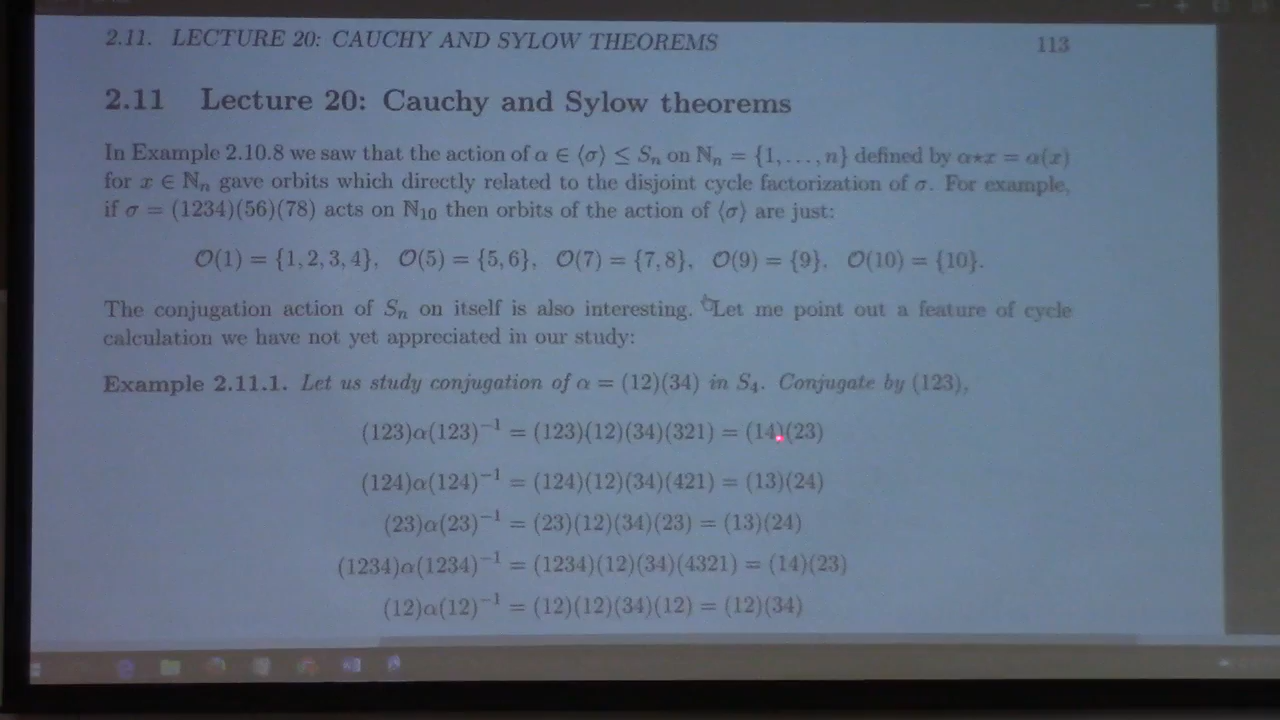 2.11. LECTURE 20: CAUCHY AND SYLOW THEOREMS 113
2.11 Lecture 20: Cauchy and Sylow theorems
In Example 2.10.8 we saw that the action of α ∈ ⟨σ⟩ ≤ Sₙ on ℕₙ = {1, . . . , n} defined by α⋆x = α(x)
for x ∈ ℕₙ gave orbits which directly related to the disjoint cycle factorization of σ. For example,
if σ = (1234)(56)(78) acts on ℕ₁₀ then orbits of the action of ⟨σ⟩ are just:
𝒪(1) = {1, 2, 3, 4}, 𝒪(5) = {5, 6}, 𝒪(7) = {7, 8}, 𝒪(9) = {9}, 𝒪(10) = {10}.
The conjugation action of Sₙ on itself is also interesting. Let me point out a feature of cycle
calculation we have not yet appreciated in our study:
Example 2.11.1. Let us study conjugation of α = (12)(34) in S₄. Conjugate by (123),
(123)α(123)⁻¹ = (123)(12)(34)(321) = (14)(23)
(124)α(124)⁻¹ = (124)(12)(34)(421) = (13)(24)
(23)α(23)⁻¹ = (23)(12)(34)(23) = (13)(24)
(1234)α(1234)⁻¹ = (1234)(12)(34)(4321) = (14)(23)
(12)α(12)⁻¹ = (12)(12)(34)(12) = (12)(34)